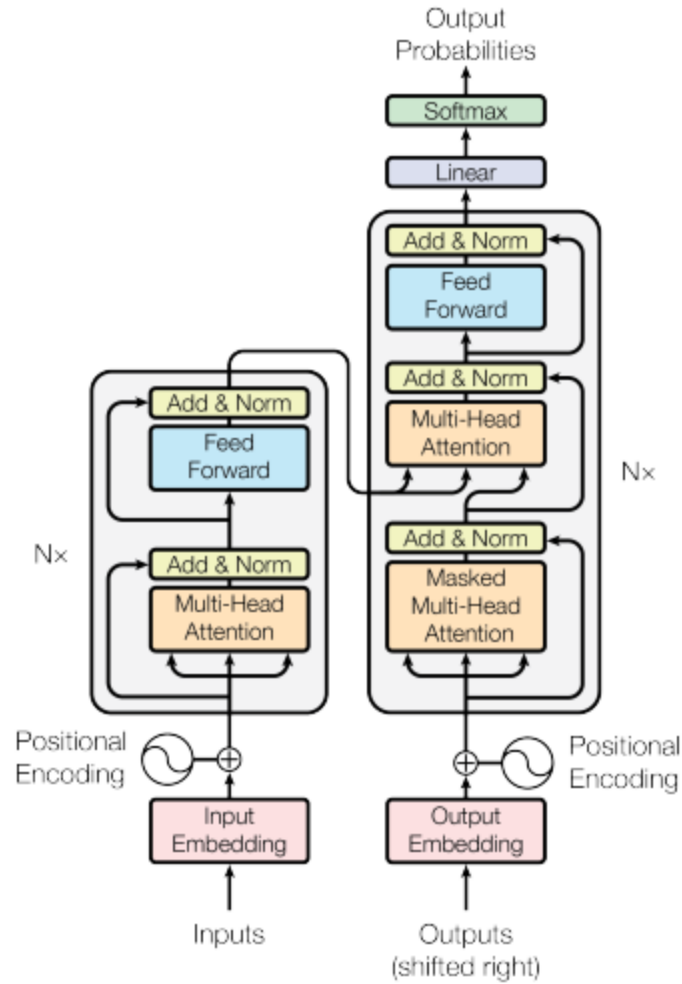 Output
Probabilities
Softmax
Linear
Add & Norm
Feed
Forward
Add & Norm
Multi-Head
Attention
Nx
Add & Norm
Masked
Multi-Head
Attention
Add & Norm
Feed
Forward
Nx
Add & Norm
Multi-Head
Attention
Positional
Encoding
Positional
Encoding
Input
Embedding
Output
Embedding
Inputs
Outputs
(shifted right)